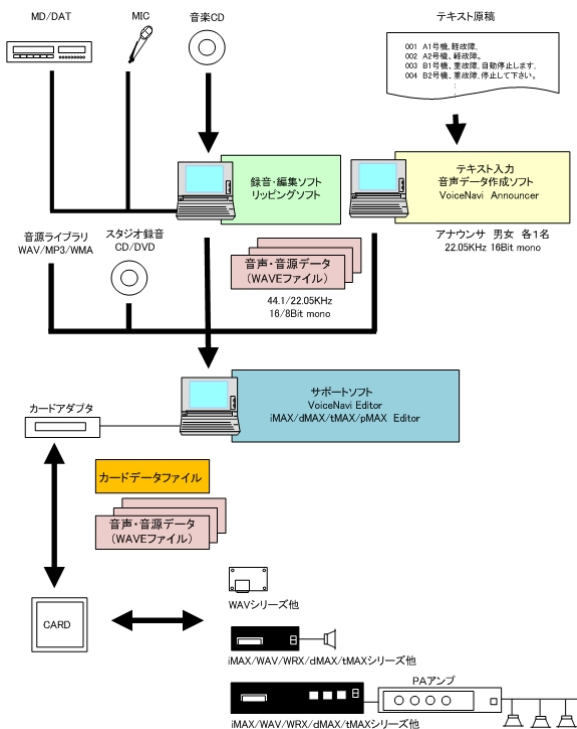 MD/DAT
MIC
音楽CD
テキスト原稿
001 A1号機、軽故障。
002 A2号機、軽故障。
003 B1号機、重故障、自動停止します。
004 B2号機、重故障、停止して下さい。
録音・編集ソフト
リッピングソフト
テキスト入力
音声データ作成ソフト
VoiceNavi Announcer
アナウンサ 男女 各1名
22.05KHz 16Bit mono
音源ライブラリ
WAV/MP3/WMA
スタジオ録音
CD/DVD
音声・音源データ
(WAVEファイル)
44.1/22.05KHz
16/8Bit mono
サポートソフト
VoiceNavi Editor
iMAX/dMAX/tMAX/pMAX Editor
カードアダプタ
カードデータファイル
音声・音源データ
(WAVEファイル)
CARD
WAVシリーズ他
iMAX/WAV/WRX/dMAX/tMAXシリーズ他
PAアンプ
iMAX/WAV/WRX/dMAX/tMAXシリーズ他